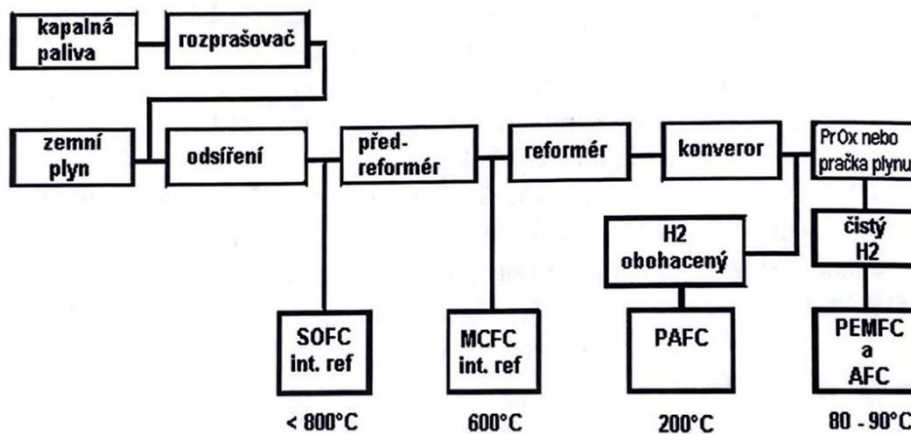 kapalná
paliva
rozprašovač
zemní
plyn
odsíření
před-
reformér
reformér
konveror
PrOx nebo
pračka plynu
H2
obohacený
čistý
H2
SOFC
int. ref
MCFC
int. ref
PAFC
PEMFC
a
AFC
< 800°C
600°C
200°C
80 - 90°C